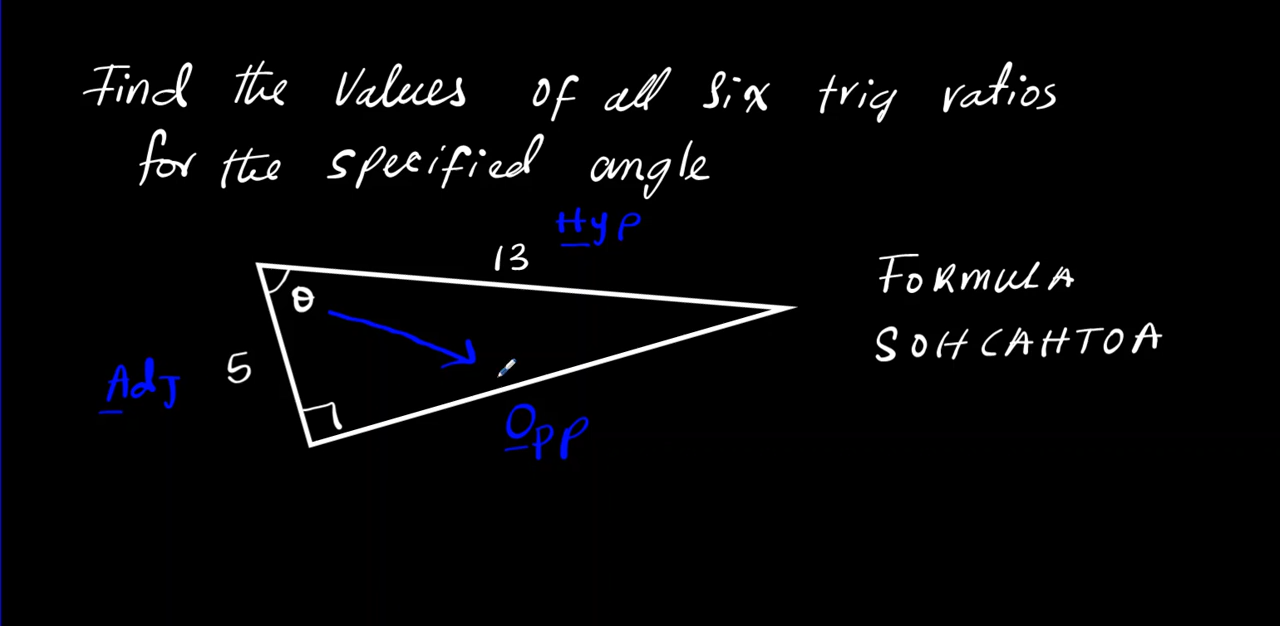 Find the Values of all six trig ratios
for the specified angle
Hyp
13
FORMULA
θ
SOHCAHTOA
5
Adj
Opp